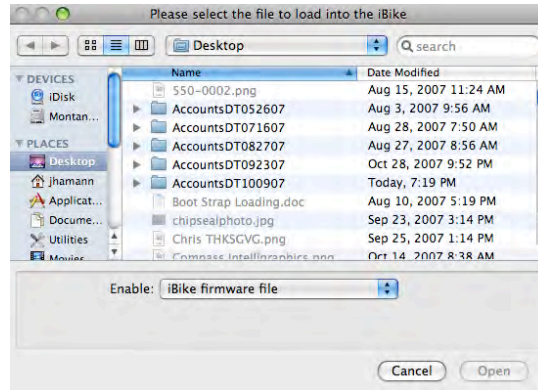 Please select the file to load into the iBike
Desktop
search
Name Date Modified
DEVICES
iDisk
Montan...
PLACES
Desktop
jhamann
Applicat...
Docume...
Utilities
Movies
550-0002.png Aug 15, 2007 11:24 AM
AccountsDT052607 Aug 3, 2007 9:56 AM
AccountsDT071607 Aug 28, 2007 7:50 AM
AccountsDT082707 Aug 27, 2007 8:56 AM
AccountsDT092307 Oct 28, 2007 9:52 PM
AccountsDT100907 Today, 7:19 PM
Boot Strap Loading.doc Aug 10, 2007 5:19 PM
chipsealphoto.jpg Sep 23, 2007 3:14 PM
Chris THKSGVG.png Sep 25, 2007 1:14 PM
Compass Intelligraphics.png Oct 14, 2007 8:38 AM
Enable: iBike firmware file
Cancel Open